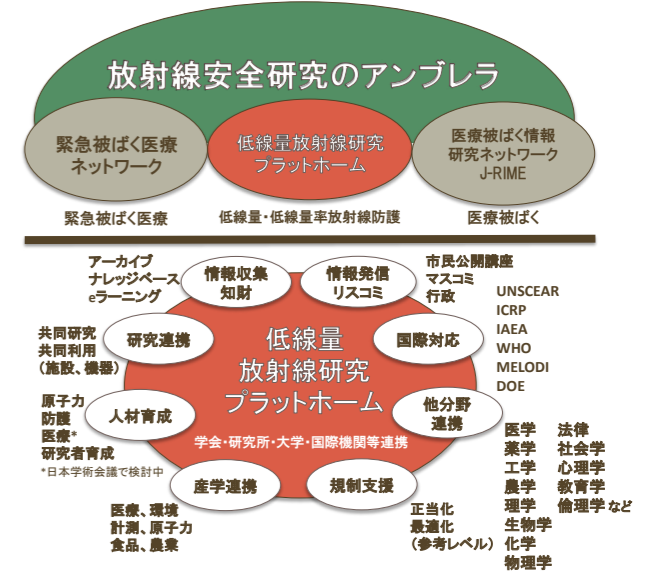 放射線安全研究のアンブレラ
緊急被ばく医療
ネットワーク
低線量放射線研究
プラットホーム
医療被ばく情報
研究ネットワーク
J-RIME
緊急被ばく医療
低線量・低線量率放射線防護
医療被ばく
アーカイブ
ナレッジベース
eラーニング
情報収集
知財
情報発信
リスコミ
市民公開講座
マスコミ
行政
共同研究
共同利用
（施設、機器）
研究連携
低線量
放射線研究
プラットホーム
学会・研究所・大学・国際機関等連携
国際対応
UNSCEAR
ICRP
IAEA
WHO
MELODI
DOE
原子力
防護
医療*
研究者育成
*日本学術会議で検討中
人材育成
他分野
連携
医学
薬学
工学
農学
理学
生物学
化学
物理学
法律
社会学
心理学
教育学
倫理学など
産学連携
医療、環境
計測、原子力
食品、農業
規制支援
正当化
最適化
（参考レベル）